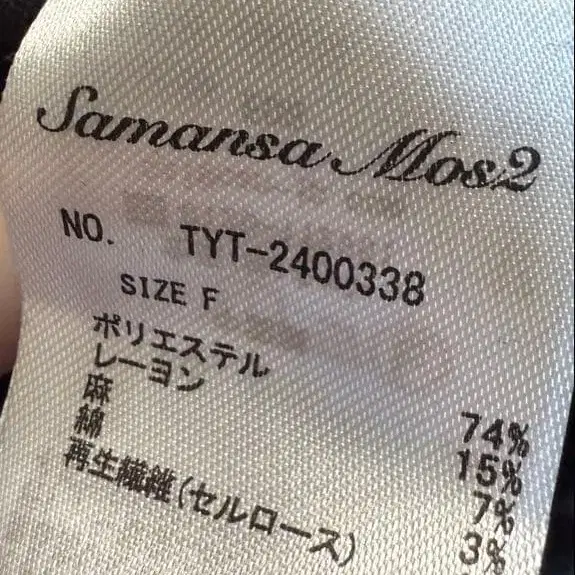 Samansa Mos2
NO. TYT-2400338
SIZE F
ポリエステル 74%
レーヨン 15%
麻 7%
綿 3%
再生繊維(セルロース)